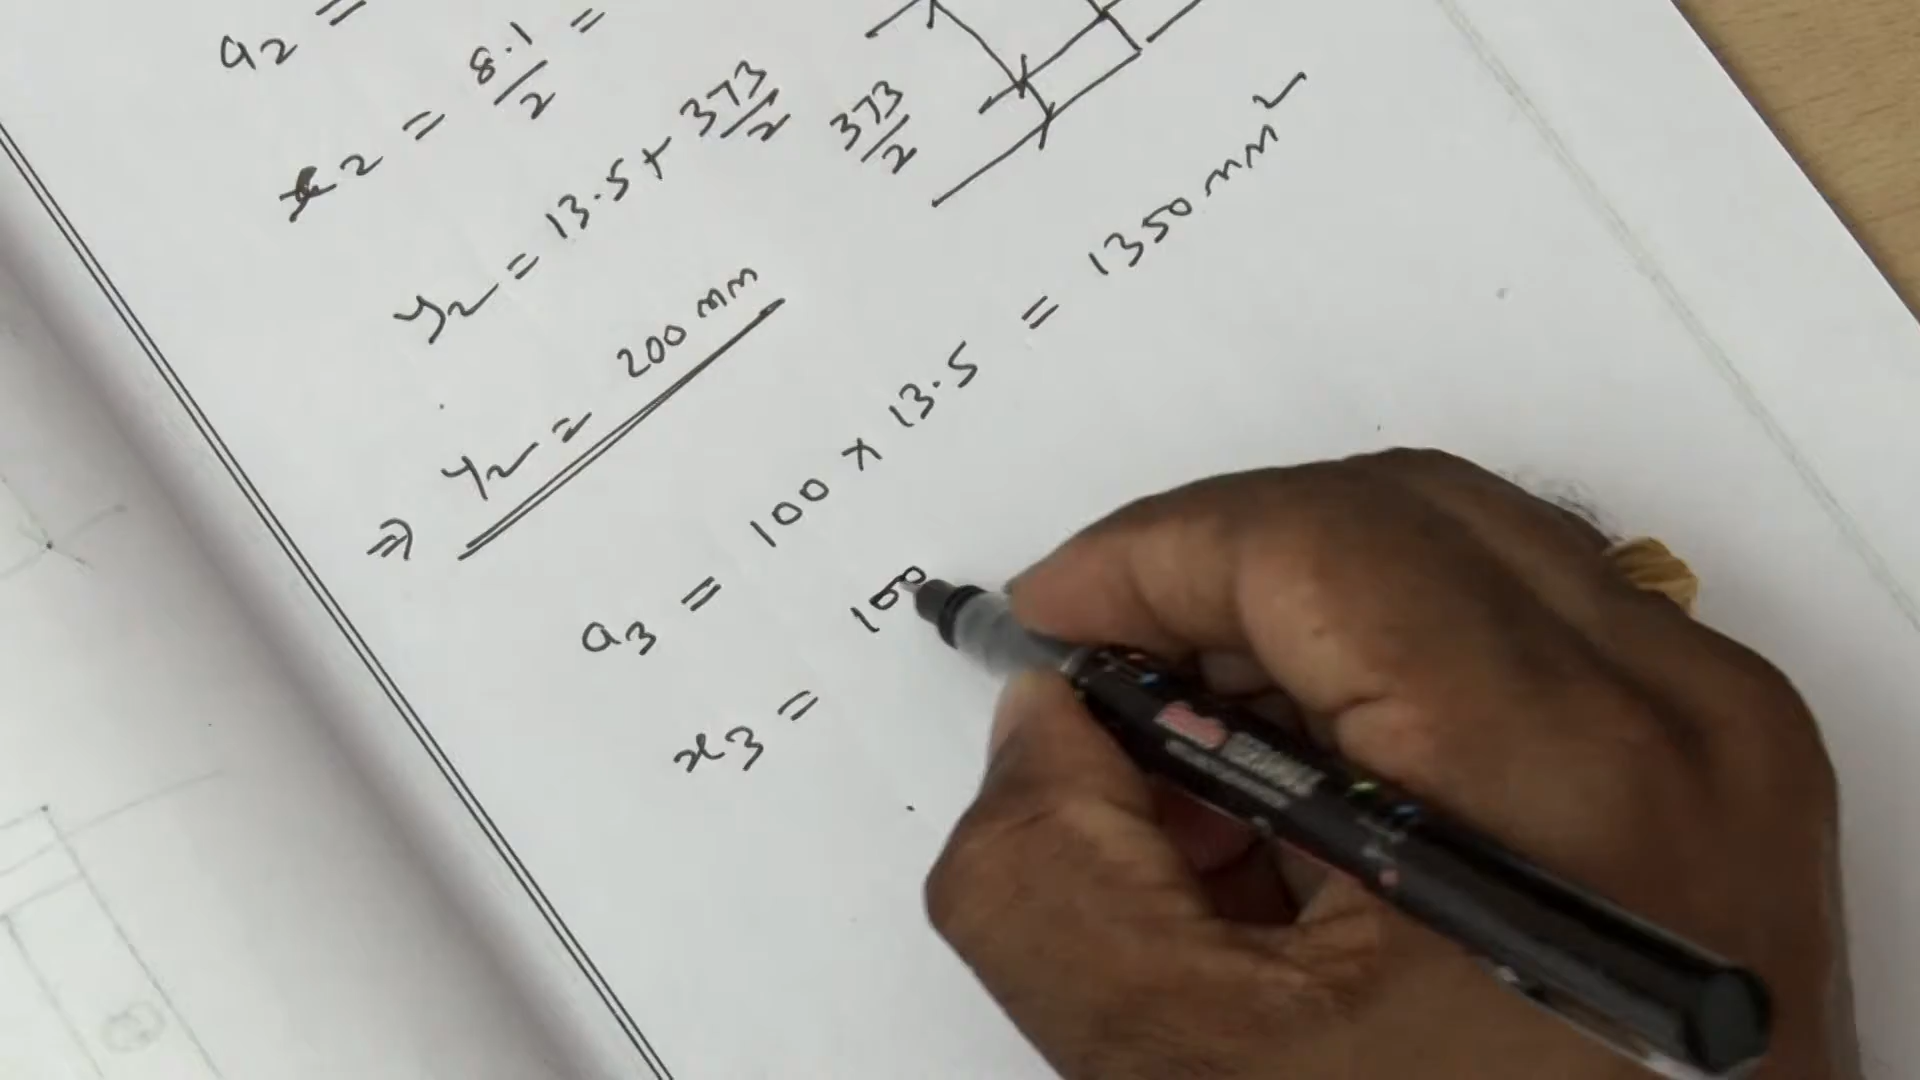 a2 =
x2 = 8.1/2 =
y2 = 13.5 + 373/2
373/2
⇒ y2 = 200 mm
a3 = 100 × 13.5 = 1350 mm²
x3 = 100